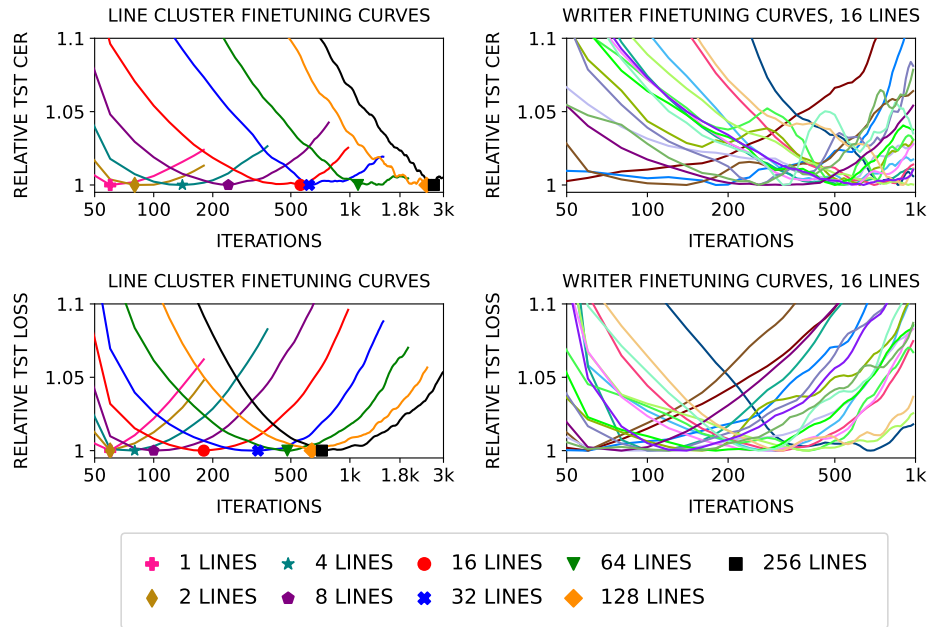 LINE CLUSTER FINETUNING CURVES
RELATIVE TST CER
1.1
1.05
1
50 100 200 500 1k 1.8k 3k
ITERATIONS
WRITER FINETUNING CURVES, 16 LINES
RELATIVE TST CER
1.1
1.05
1
50 100 200 500 1k
ITERATIONS
LINE CLUSTER FINETUNING CURVES
RELATIVE TST LOSS
1.1
1.05
1
50 100 200 500 1k 1.8k 3k
ITERATIONS
WRITER FINETUNING CURVES, 16 LINES
RELATIVE TST LOSS
1.1
1.05
1
50 100 200 500 1k
ITERATIONS
1 LINES 4 LINES 16 LINES 64 LINES 256 LINES
2 LINES 8 LINES 32 LINES 128 LINES